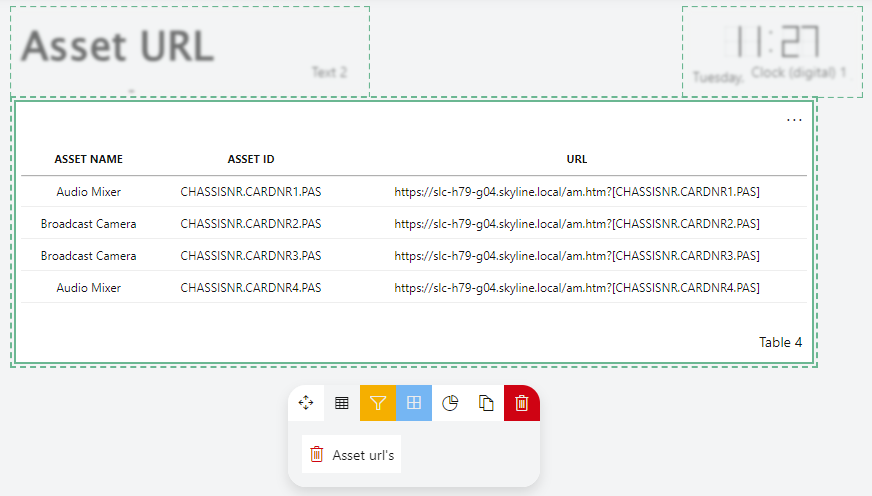 Asset URL
Text 2
11:27
Tuesday,
Clock (digital) 1
...
ASSET NAME ASSET ID URL
Audio Mixer CHASSISNR.CARDNR1.PAS https://slc-h79-g04.skyline.local/am.htm?[CHASSISNR.CARDNR1.PAS]
Broadcast Camera CHASSISNR.CARDNR2.PAS https://slc-h79-g04.skyline.local/am.htm?[CHASSISNR.CARDNR2.PAS]
Broadcast Camera CHASSISNR.CARDNR3.PAS https://slc-h79-g04.skyline.local/am.htm?[CHASSISNR.CARDNR3.PAS]
Audio Mixer CHASSISNR.CARDNR4.PAS https://slc-h79-g04.skyline.local/am.htm?[CHASSISNR.CARDNR4.PAS]
Table 4
Asset url's